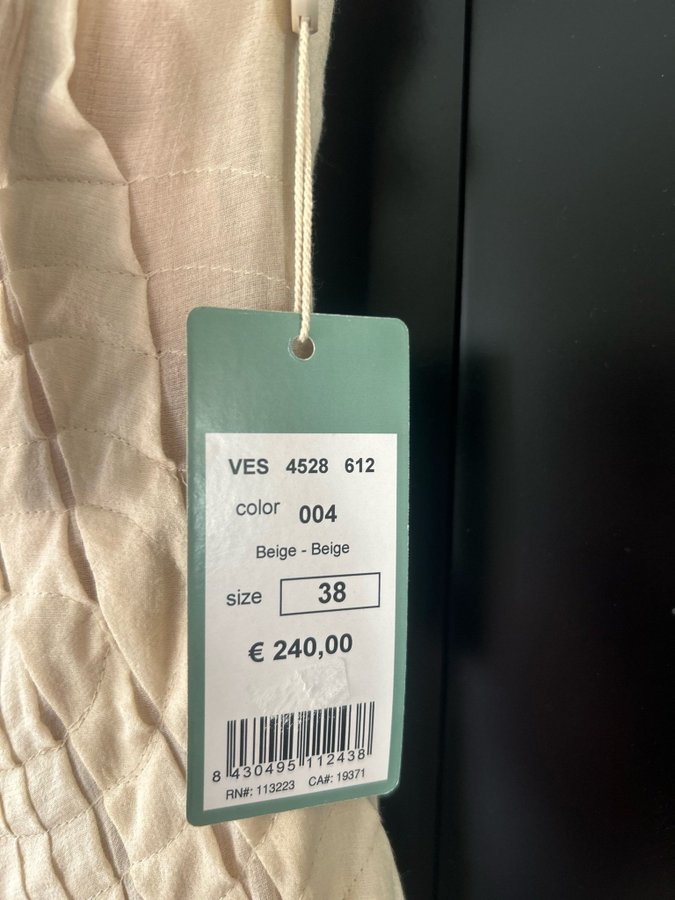 VES 4528 612
color 004
Beige - Beige
size 38
€ 240,00
8 430495 112438
RN#: 113223 CA#: 19371